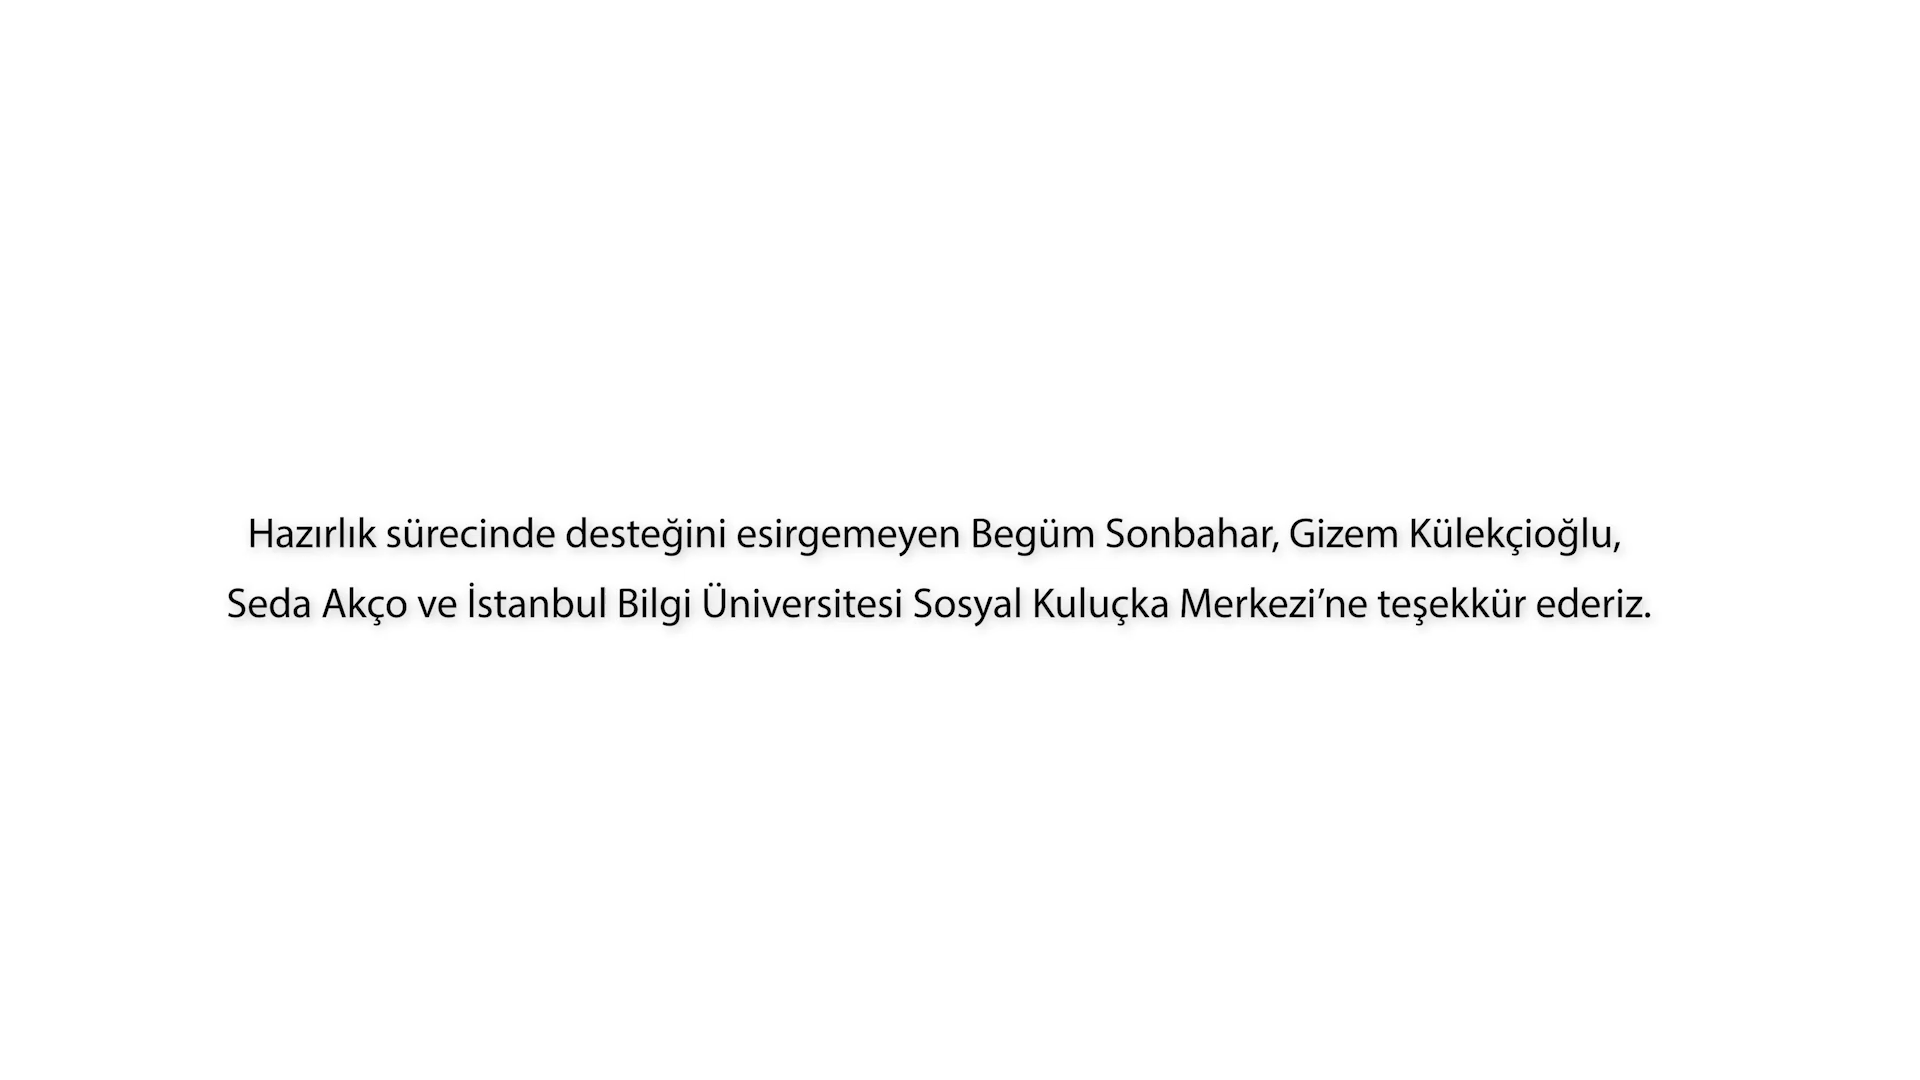 Hazırlık sürecinde desteğini esirgemeyen Begüm Sonbahar, Gizem Külekçioğlu,
Seda Akço ve İstanbul Bilgi Üniversitesi Sosyal Kuluçka Merkezi’ne teşekkür ederiz.